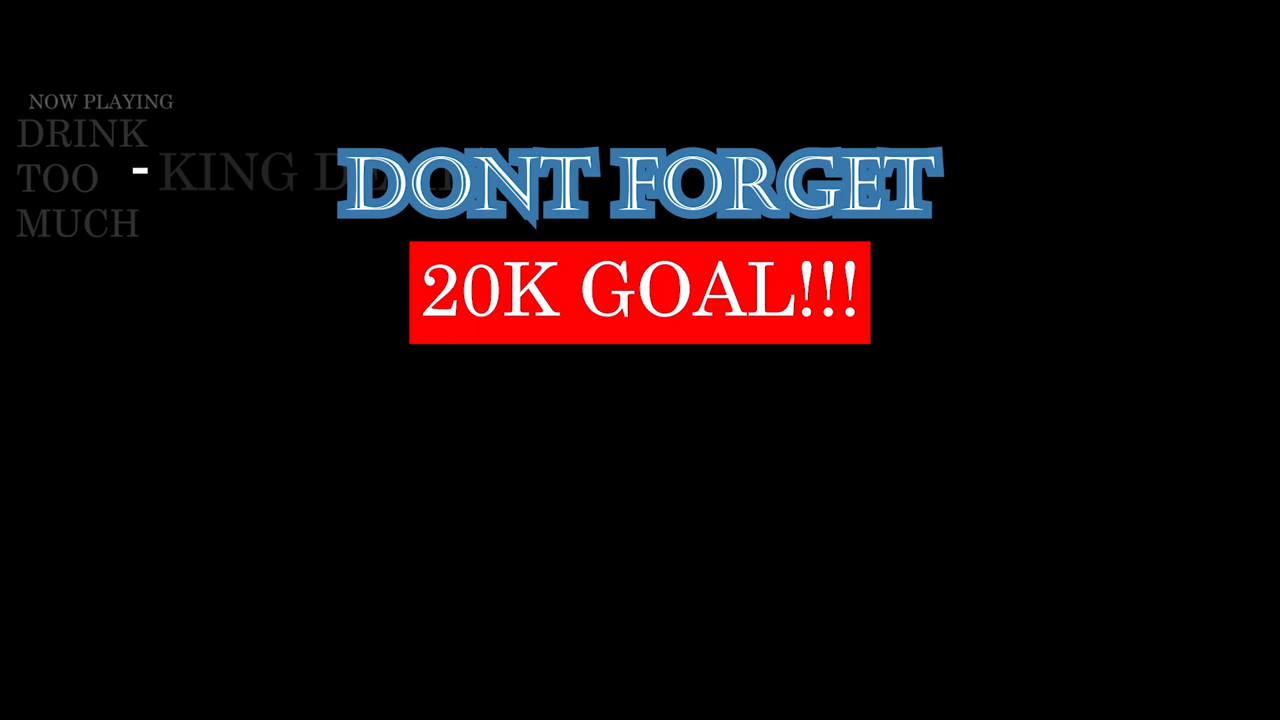 NOW PLAYING
DRINK
TOO
MUCH
- KING
DONT FORGET
20K GOAL!!!